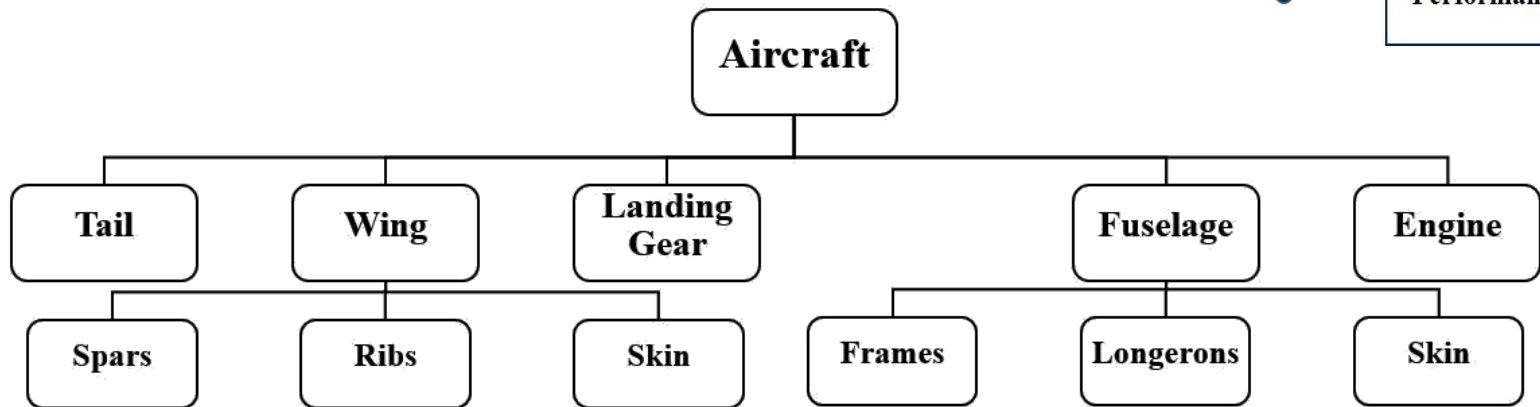 Aircraft
Tail
Wing
Landing
Gear
Fuselage
Engine
Spars
Ribs
Skin
Frames
Longerons
Skin